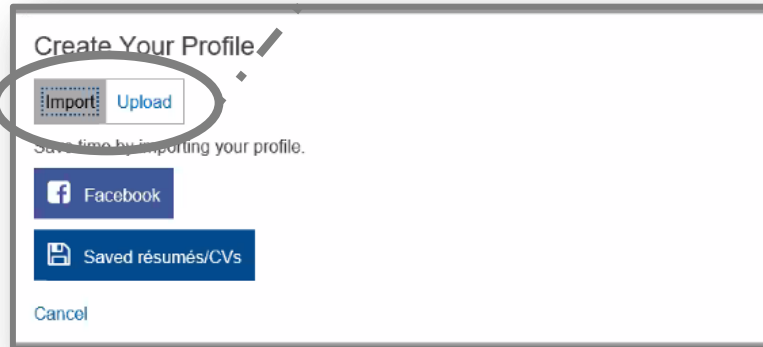 Create Your Profile
Import Upload
Save time by importing your profile.
Facebook
Saved résumés/CVs
Cancel